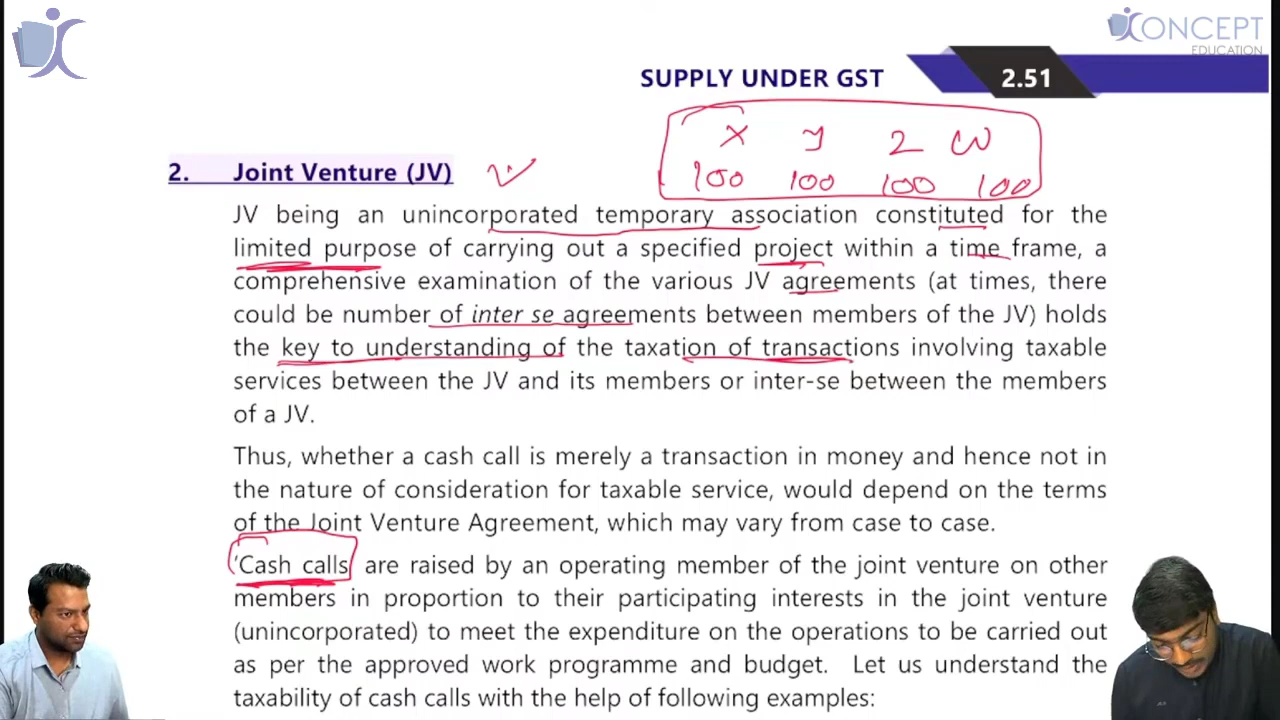 CONCEPT
EDUCATION
SUPPLY UNDER GST 2.51
X Y Z W
100 100 100 100
2. Joint Venture (JV)
JV being an unincorporated temporary association constituted for the
limited purpose of carrying out a specified project within a time frame, a
comprehensive examination of the various JV agreements (at times, there
could be number of inter se agreements between members of the JV) holds
the key to understanding of the taxation of transactions involving taxable
services between the JV and its members or inter-se between the members
of a JV.
Thus, whether a cash call is merely a transaction in money and hence not in
the nature of consideration for taxable service, would depend on the terms
of the Joint Venture Agreement, which may vary from case to case.
'Cash calls are raised by an operating member of the joint venture on other
members in proportion to their participating interests in the joint venture
(unincorporated) to meet the expenditure on the operations to be carried out
as per the approved work programme and budget. Let us understand the
taxability of cash calls with the help of following examples: